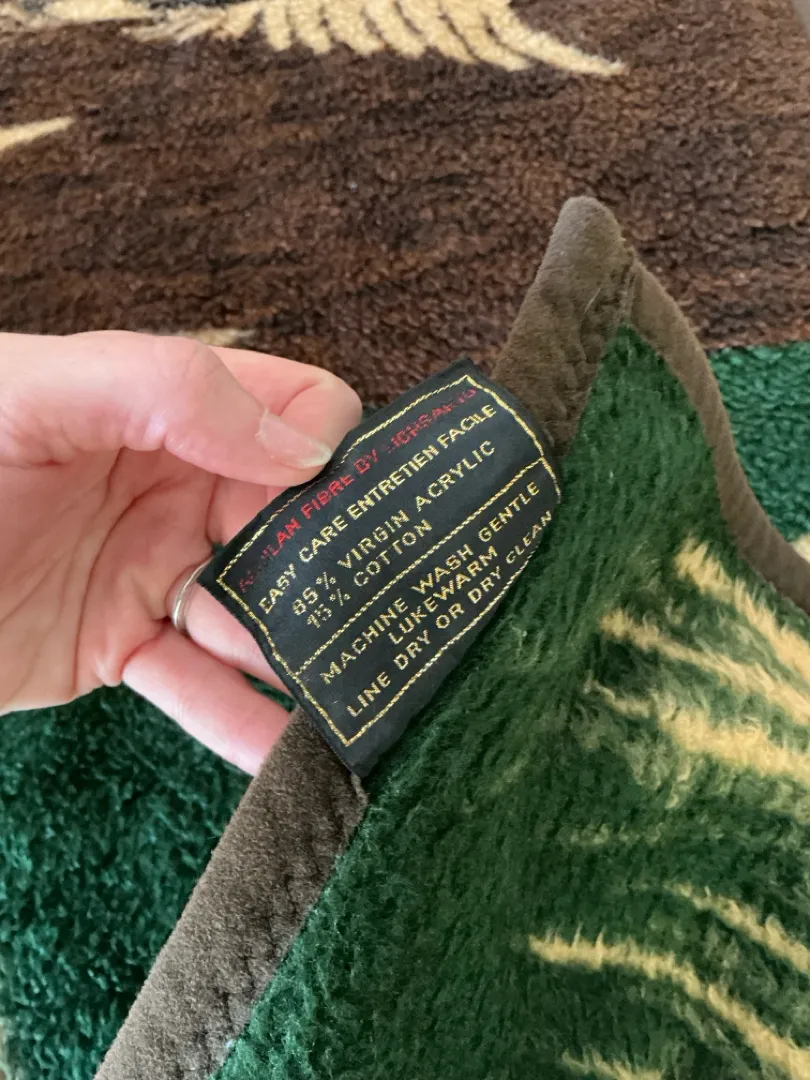 FIBRE BY
EASY CARE ENTRETIEN FACILE
85% VIRGIN ACRYLIC
15% COTTON
MACHINE WASH GENTLE
LUKEWARM
LINE DRY OR DRY CLEAN